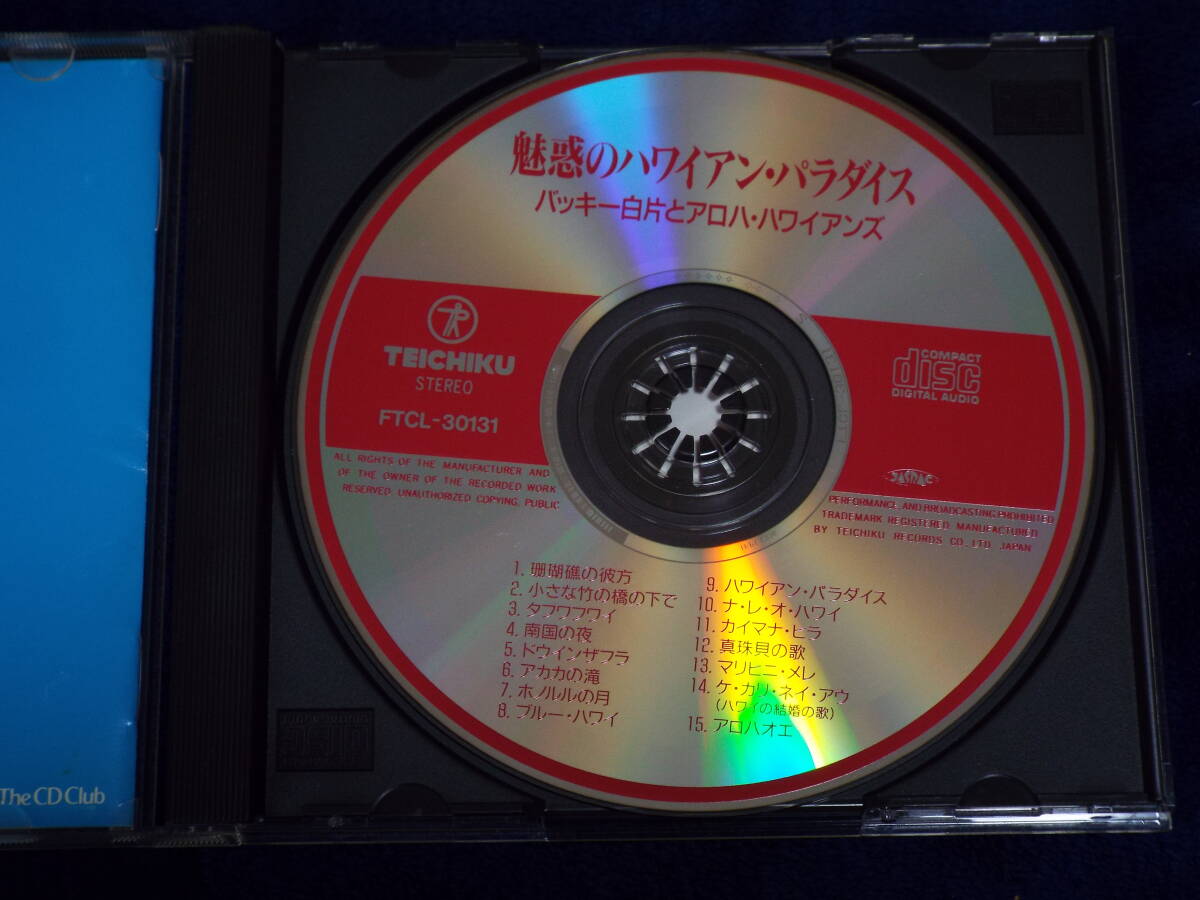 魅惑のハワイアン・パラダイス
バッキー白片とアロハ・ハワイアンズ
TEICHIKU
STEREO
FTCL-30131
COMPACT
disc
DIGITAL AUDIO
ALL RIGHTS OF THE MANUFACTURER AND
OF THE OWNER OF THE RECORDED WORK
RESERVED. UNAUTHORIZED COPYING, PUBLIC
JASRAC
PERFORMANCE, AND BROADCASTING PROHIBITED
TRADEMARK REGISTERED. MANUFACTURED
BY TEICHIKU RECORDS CO., LTD. JAPAN
1. 珊瑚礁の彼方
2. 小さな竹の橋の下で
3. タフワフワイ
4. 南国の夜
5. ドウインザフラ
6. アカカの滝
7. ホノルルの月
8. ブルー・ハワイ
9. ハワイアン・パラダイス
10. ナ・レ・オ・ハワイ
11. カイマナ・ヒラ
12. 真珠貝の歌
13. マリヒニ・メレ
14. ケ・カリ・ネイ・アウ
(ハワイの結婚の歌)
15. アロハオエ
The CD Club